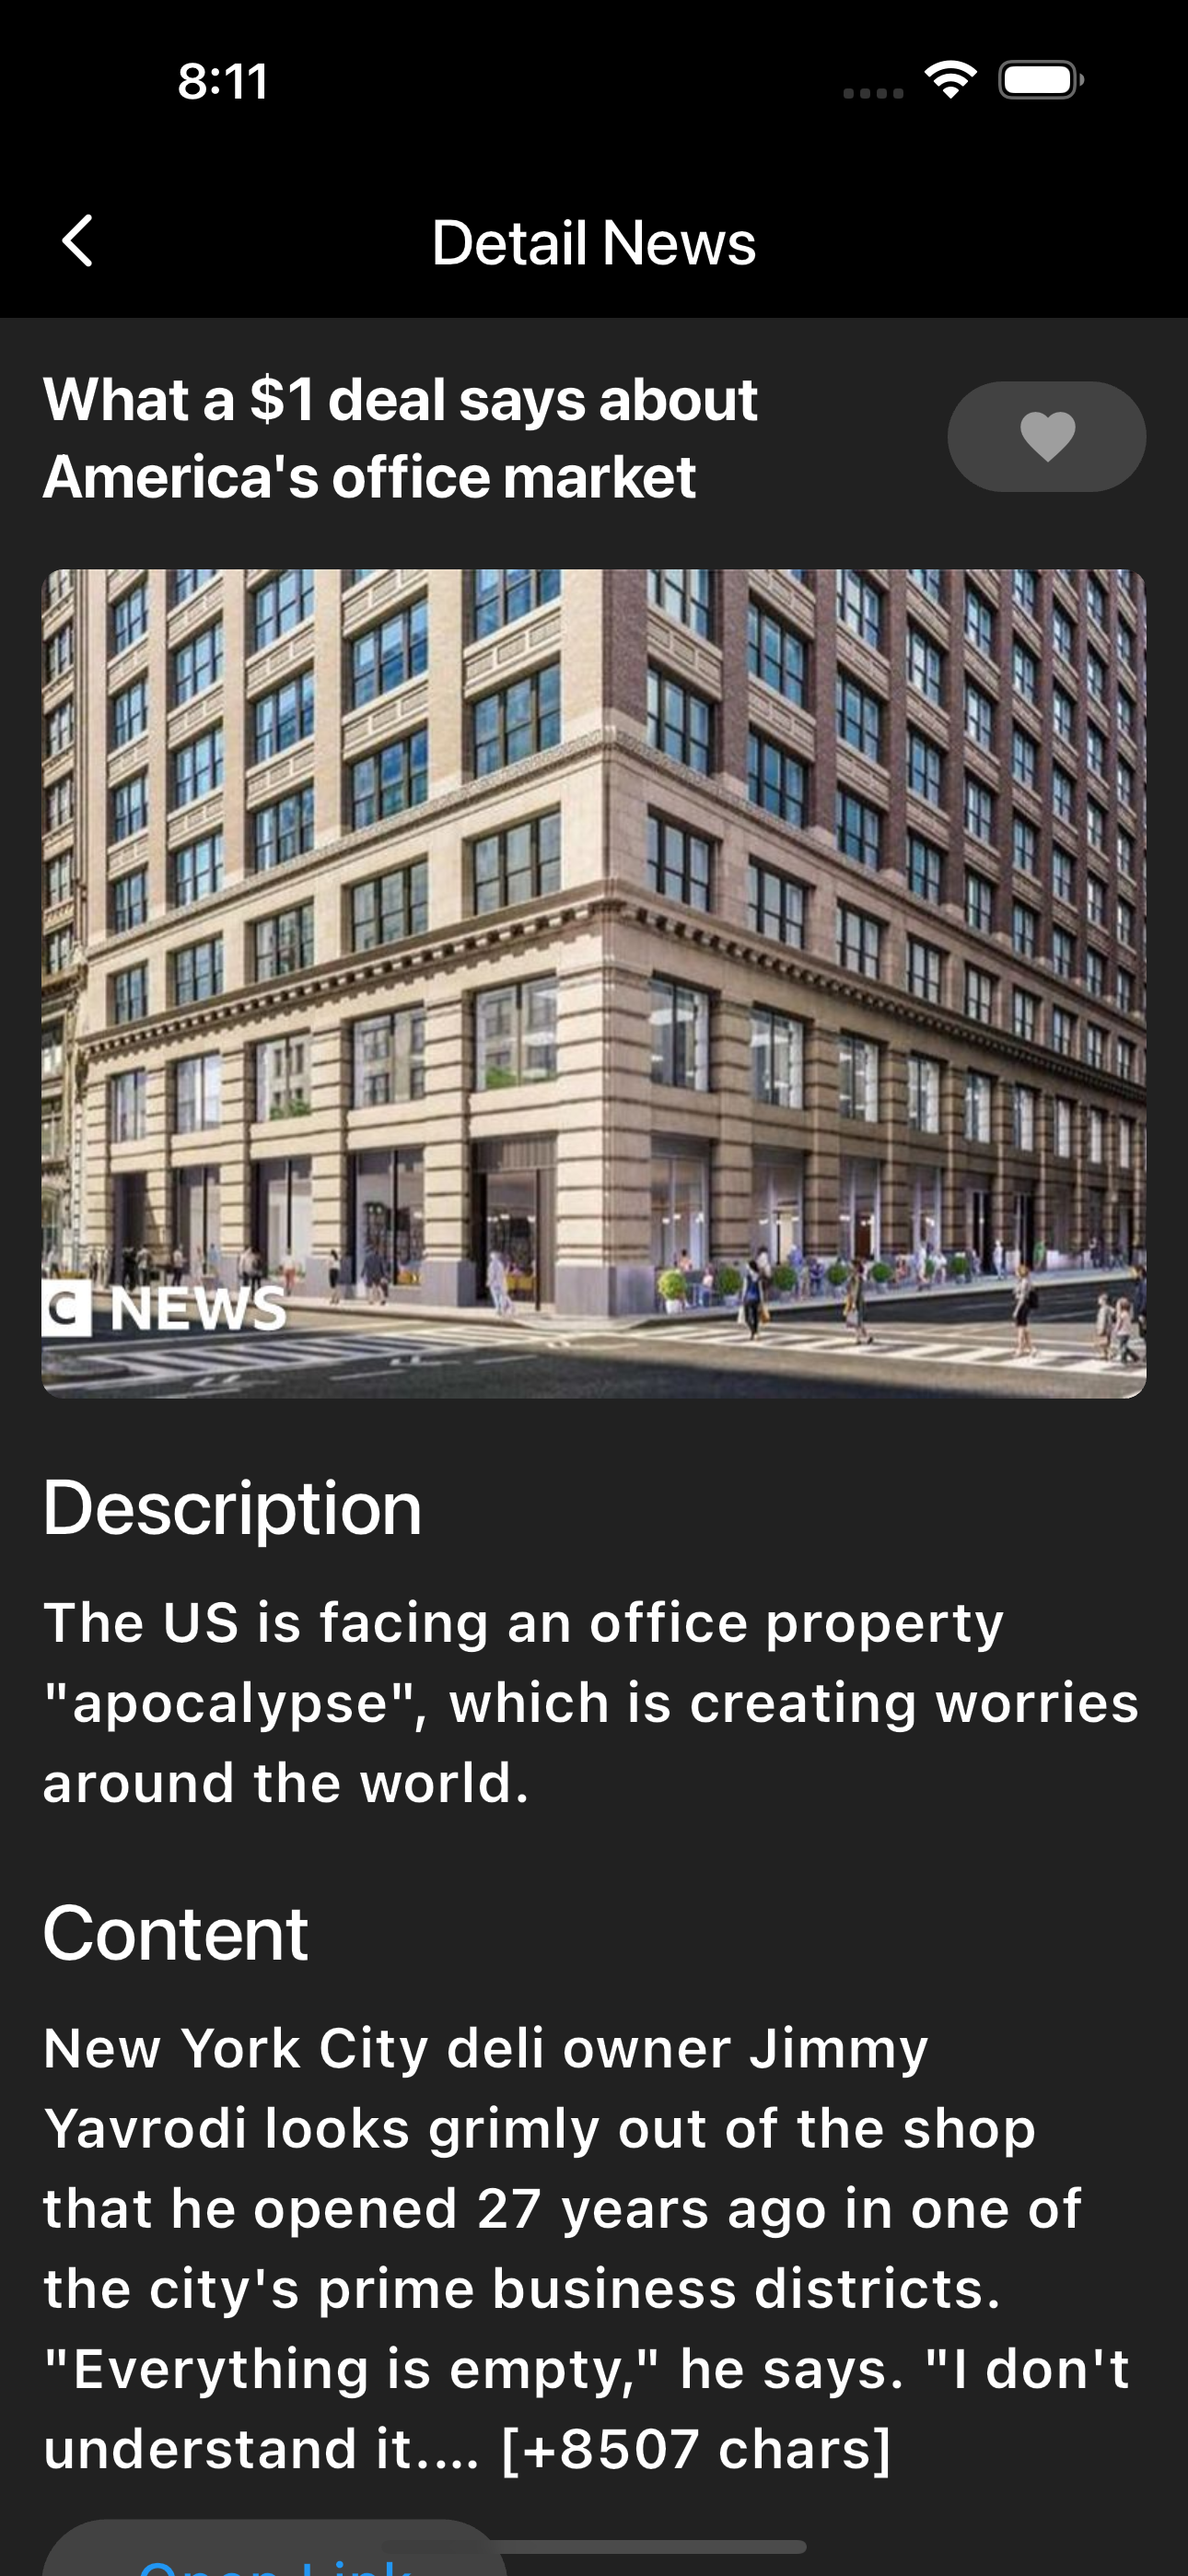 8:11
Detail News
What a $1 deal says about
America's office market
C NEWS
Description
The US is facing an office property
"apocalypse", which is creating worries
around the world.
Content
New York City deli owner Jimmy
Yavrodi looks grimly out of the shop
that he opened 27 years ago in one of
the city's prime business districts.
"Everything is empty," he says. "I don't
understand it.… [+8507 chars]
Open Link